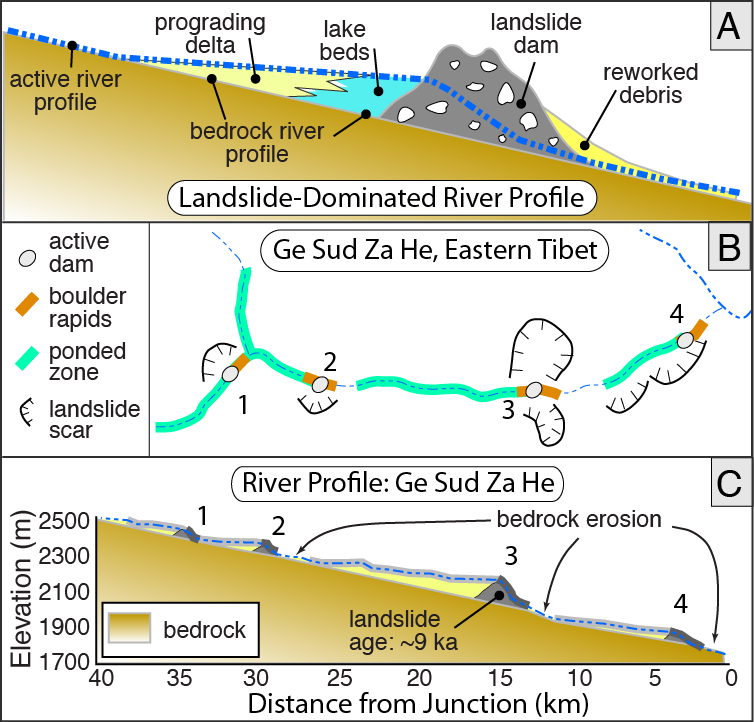 A
prograding
delta
lake
beds
landslide
dam
active river
profile
reworked
debris
bedrock river
profile
Landslide-Dominated River Profile
B
active
dam
boulder
rapids
ponded
zone
landslide
scar
Ge Sud Za He, Eastern Tibet
1
2
3
4
C
River Profile: Ge Sud Za He
Elevation (m)
2500
2300
2100
1900
1700
1
2
3
4
bedrock erosion
landslide
age: ~9 ka
bedrock
40 35 30 25 20 15 10 5 0
Distance from Junction (km)